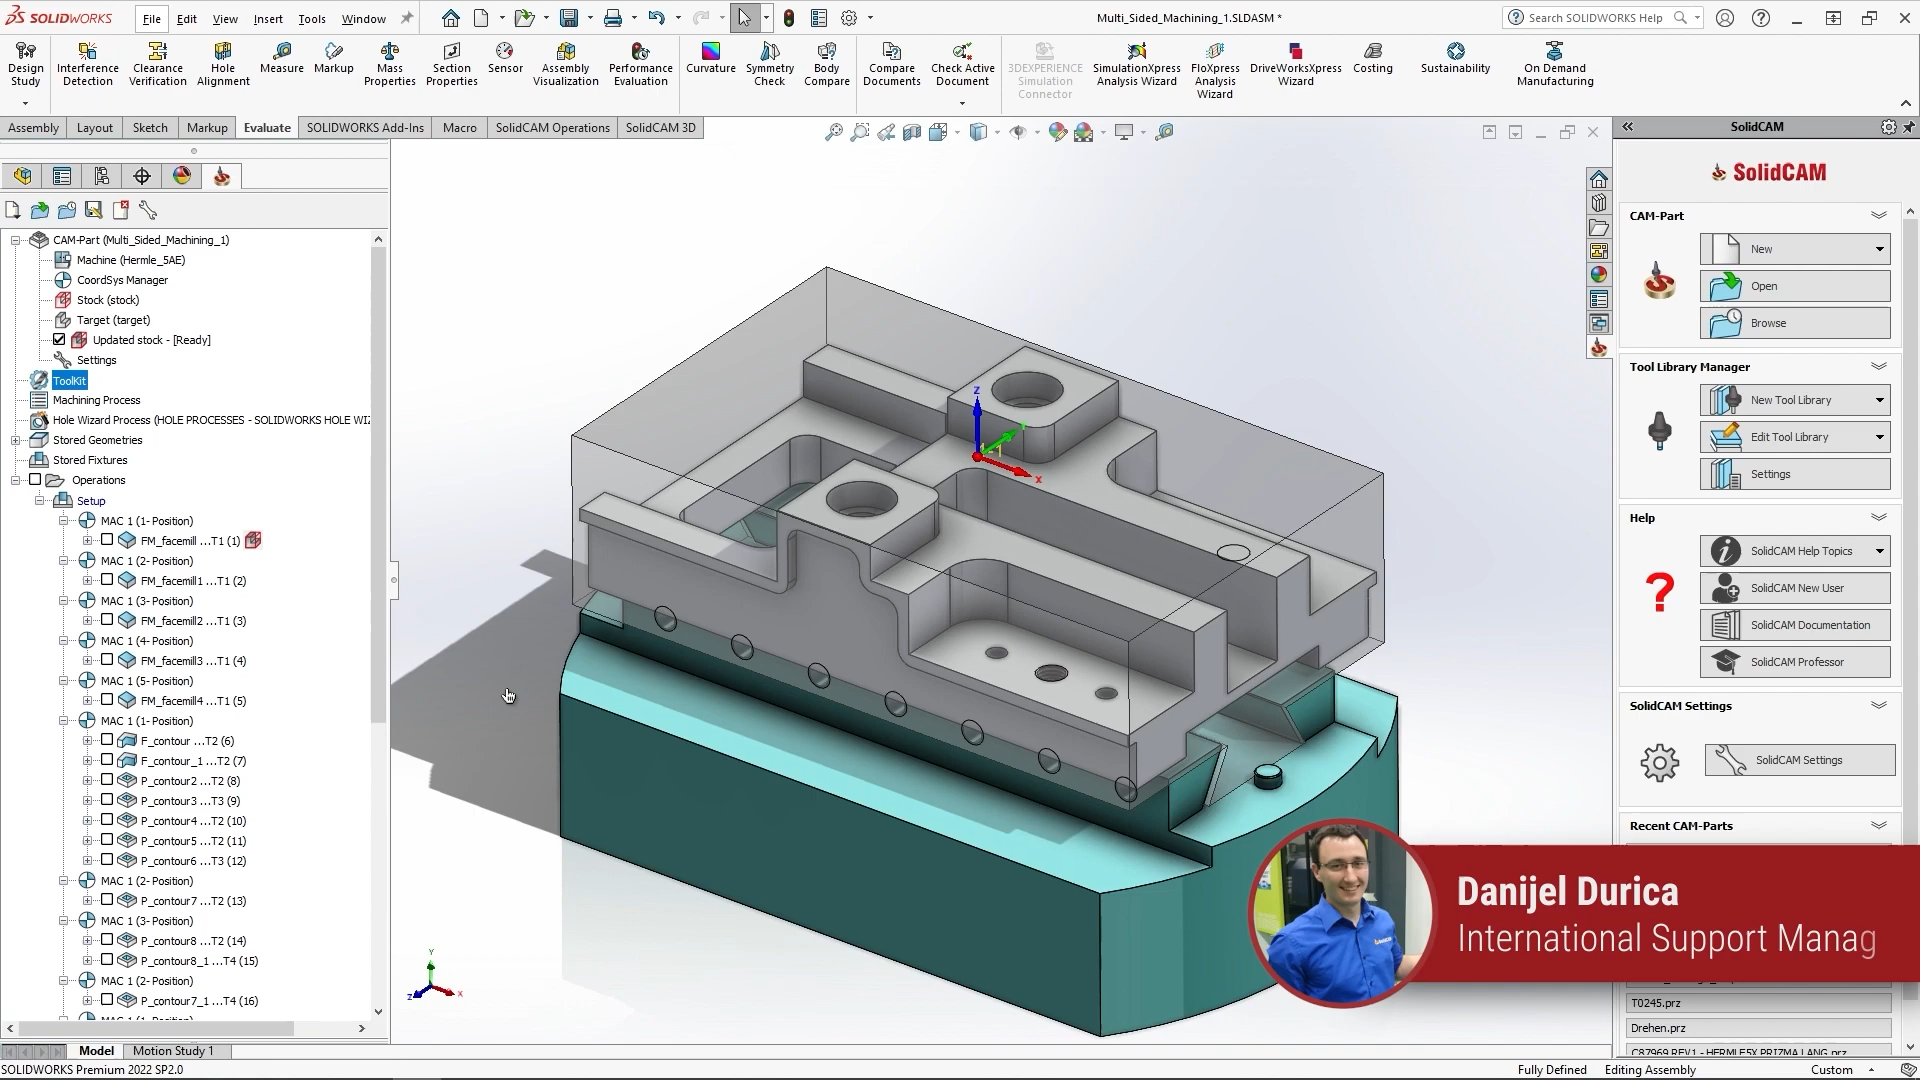 SOLIDWORKS
File Edit View Insert Tools Window
Multi_Sided_Machining_1.SLDASM *
Search SOLIDWORKS Help
Design Study
Interference Detection
Clearance Verification
Hole Alignment
Measure
Markup
Mass Properties
Section Properties
Sensor
Assembly Visualization
Performance Evaluation
Curvature
Symmetry Check
Body Compare
Compare Documents
Check Active Document
3DEXPERIENCE Simulation Connector
SimulationXpress Analysis Wizard
FloXpress Analysis Wizard
DriveWorksXpress Wizard
Costing
Sustainability
On Demand Manufacturing
Assembly Layout Sketch Markup Evaluate SOLIDWORKS Add-Ins Macro SolidCAM Operations SolidCAM 3D
CAM-Part (Multi_Sided_Machining_1)
Machine (Hermle_5AE)
CoordSys Manager
Stock (stock)
Target (target)
Updated stock - [Ready]
Settings
ToolKit
Machining Process
Hole Wizard Process (HOLE PROCESSES - SOLIDWORKS HOLE WIZ
Stored Geometries
Stored Fixtures
Operations
Setup
MAC 1 (1- Position)
FM_facemill ...T1 (1)
MAC 1 (2- Position)
FM_facemill1 ...T1 (2)
MAC 1 (3- Position)
FM_facemill2 ...T1 (3)
MAC 1 (4- Position)
FM_facemill3 ...T1 (4)
MAC 1 (5- Position)
FM_facemill4 ...T1 (5)
MAC 1 (1- Position)
F_contour ...T2 (6)
F_contour_1 ...T2 (7)
P_contour2 ...T2 (8)
P_contour3 ...T3 (9)
P_contour4 ...T2 (10)
P_contour5 ...T2 (11)
P_contour6 ...T3 (12)
MAC 1 (2- Position)
P_contour7 ...T2 (13)
MAC 1 (3- Position)
P_contour8 ...T2 (14)
P_contour8_1 ...T4 (15)
MAC 1 (2- Position)
P_contour7_1 ...T4 (16)
MAC 1 (1- Position)
Z
Y
X
1
Y
Z
X
SolidCAM
SolidCAM
CAM-Part
New
Open
Browse
Tool Library Manager
New Tool Library
Edit Tool Library
Settings
Help
?
SolidCAM Help Topics
SolidCAM New User
SolidCAM Documentation
SolidCAM Professor
SolidCAM Settings
SolidCAM Settings
Recent CAM-Parts
Danijel Durica
International Support Manag
T0245.prz
Drehen.prz
C87969 REV1 - HERMLE5X PRIZMA LANG.prz
Model Motion Study 1
SOLIDWORKS Premium 2022 SP2.0
Fully Defined Editing Assembly Custom